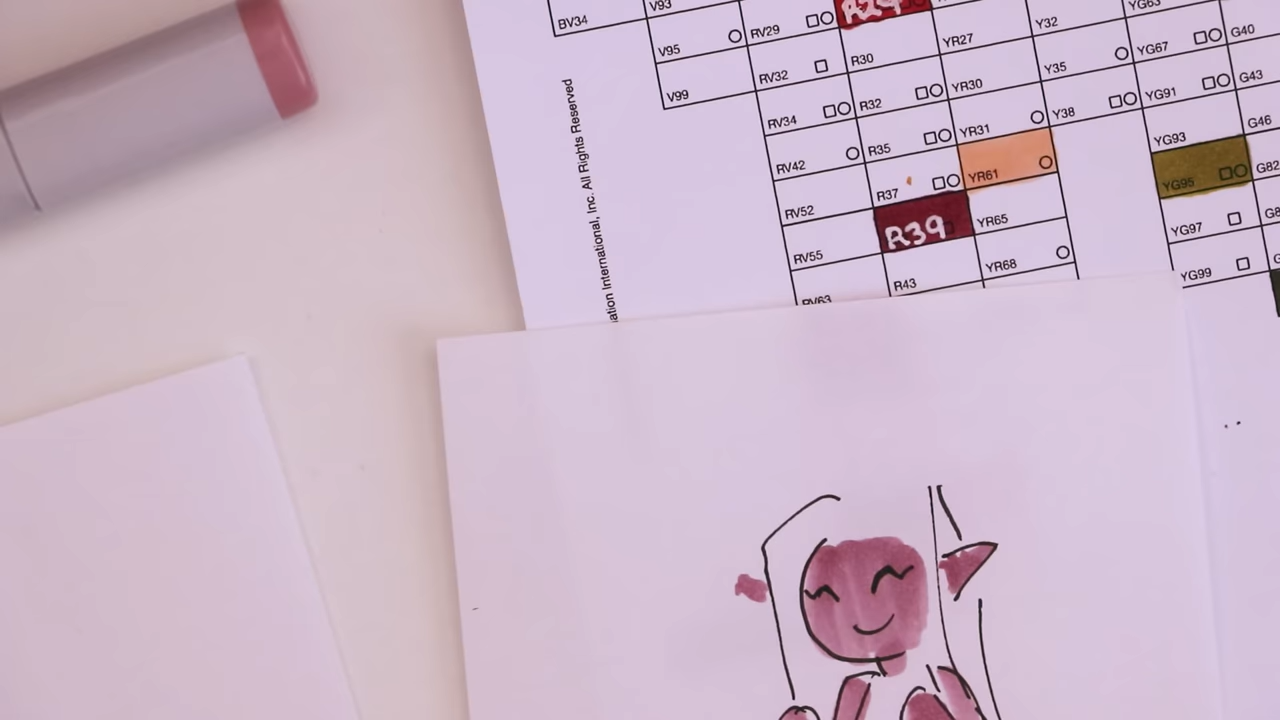 BV34
V93
V95
V99
RV29
RV32
RV34
RV42
RV52
RV55
RV63
R29
R30
R32
R35
R37
R39
R43
YR27
YR30
YR31
YR61
YR65
YR68
Y32
Y35
Y38
YG63
YG67
YG91
YG93
YG95
YG97
YG99
G40
G43
G46
G82
International, Inc. All Rights Reserved